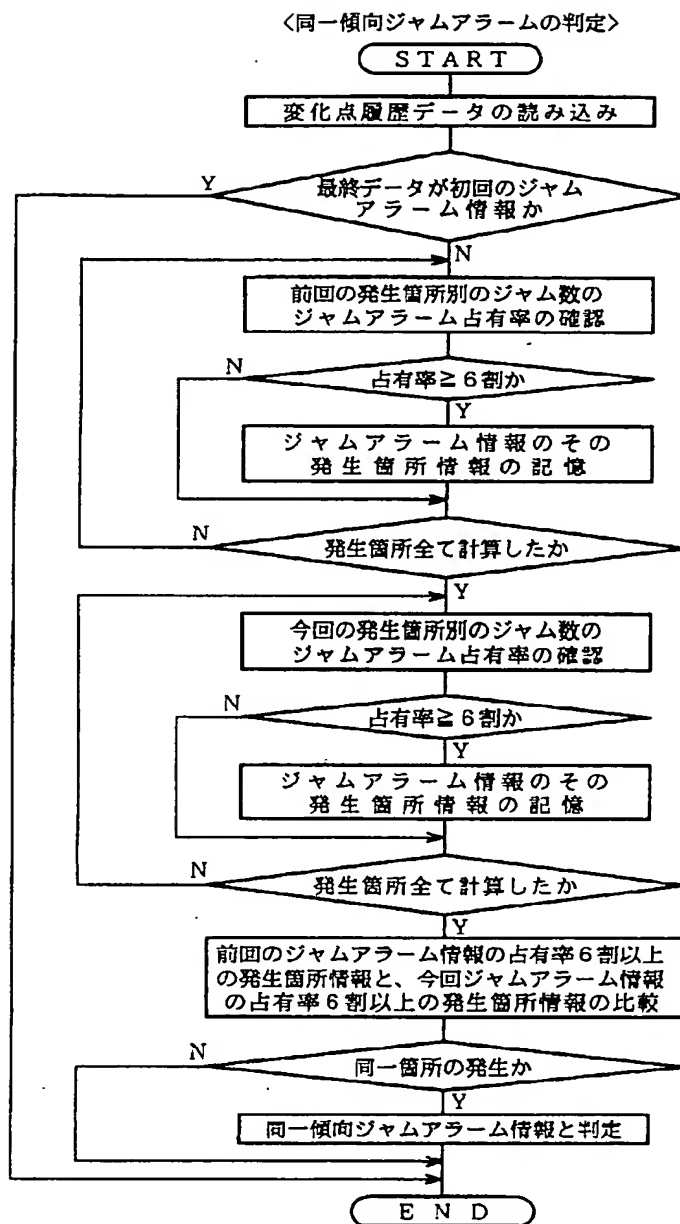 〈同一傾向ジャムアラームの判定〉
START
変化点履歴データの読み込み
最終データが初回のジャム
アラーム情報か
Y
N
前回の発生箇所別のジャム数の
ジャムアラーム占有率の確認
N
占有率≧6割か
Y
ジャムアラーム情報のその
発生箇所情報の記憶
N
発生箇所全て計算したか
Y
今回の発生箇所別のジャム数の
ジャムアラーム占有率の確認
N
占有率≧6割か
Y
ジャムアラーム情報のその
発生箇所情報の記憶
N
発生箇所全て計算したか
Y
前回のジャムアラーム情報の占有率6割以上
の発生箇所情報と、今回ジャムアラーム情報
の占有率6割以上の発生箇所情報の比較
N
同一箇所の発生か
Y
同一傾向ジャムアラーム情報と判定
END